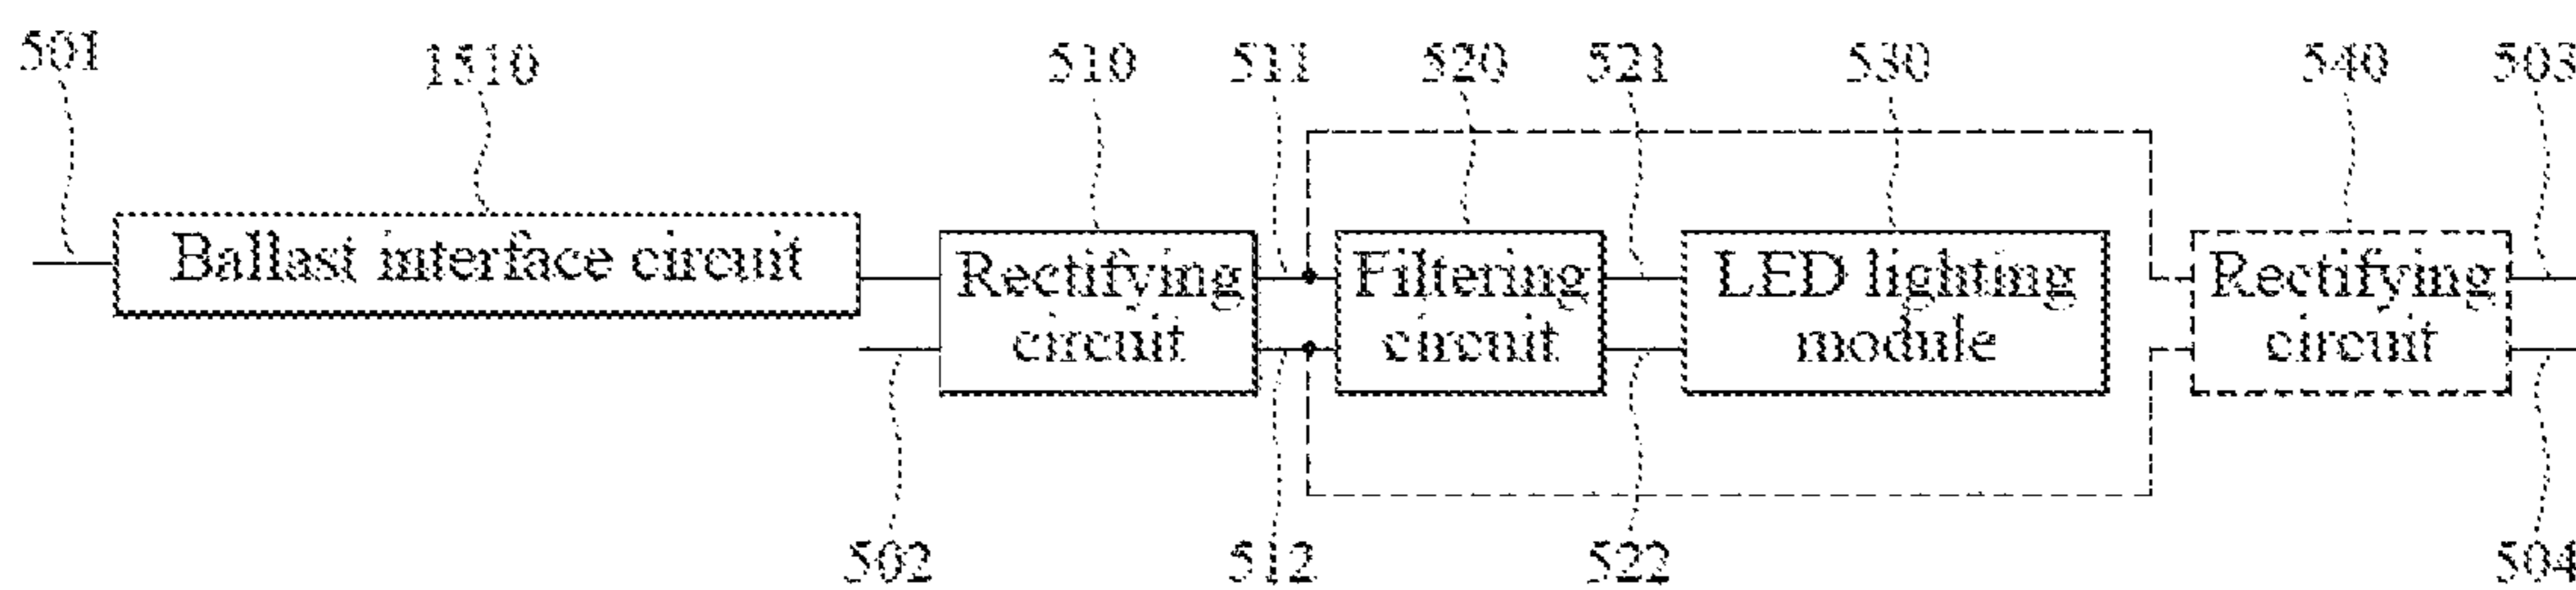 501 1510 510 511 520 521 530 540 503
Ballast interface circuit
Rectifying circuit
Filtering circuit
LED lighting module
Rectifying circuit
502 512 522 504